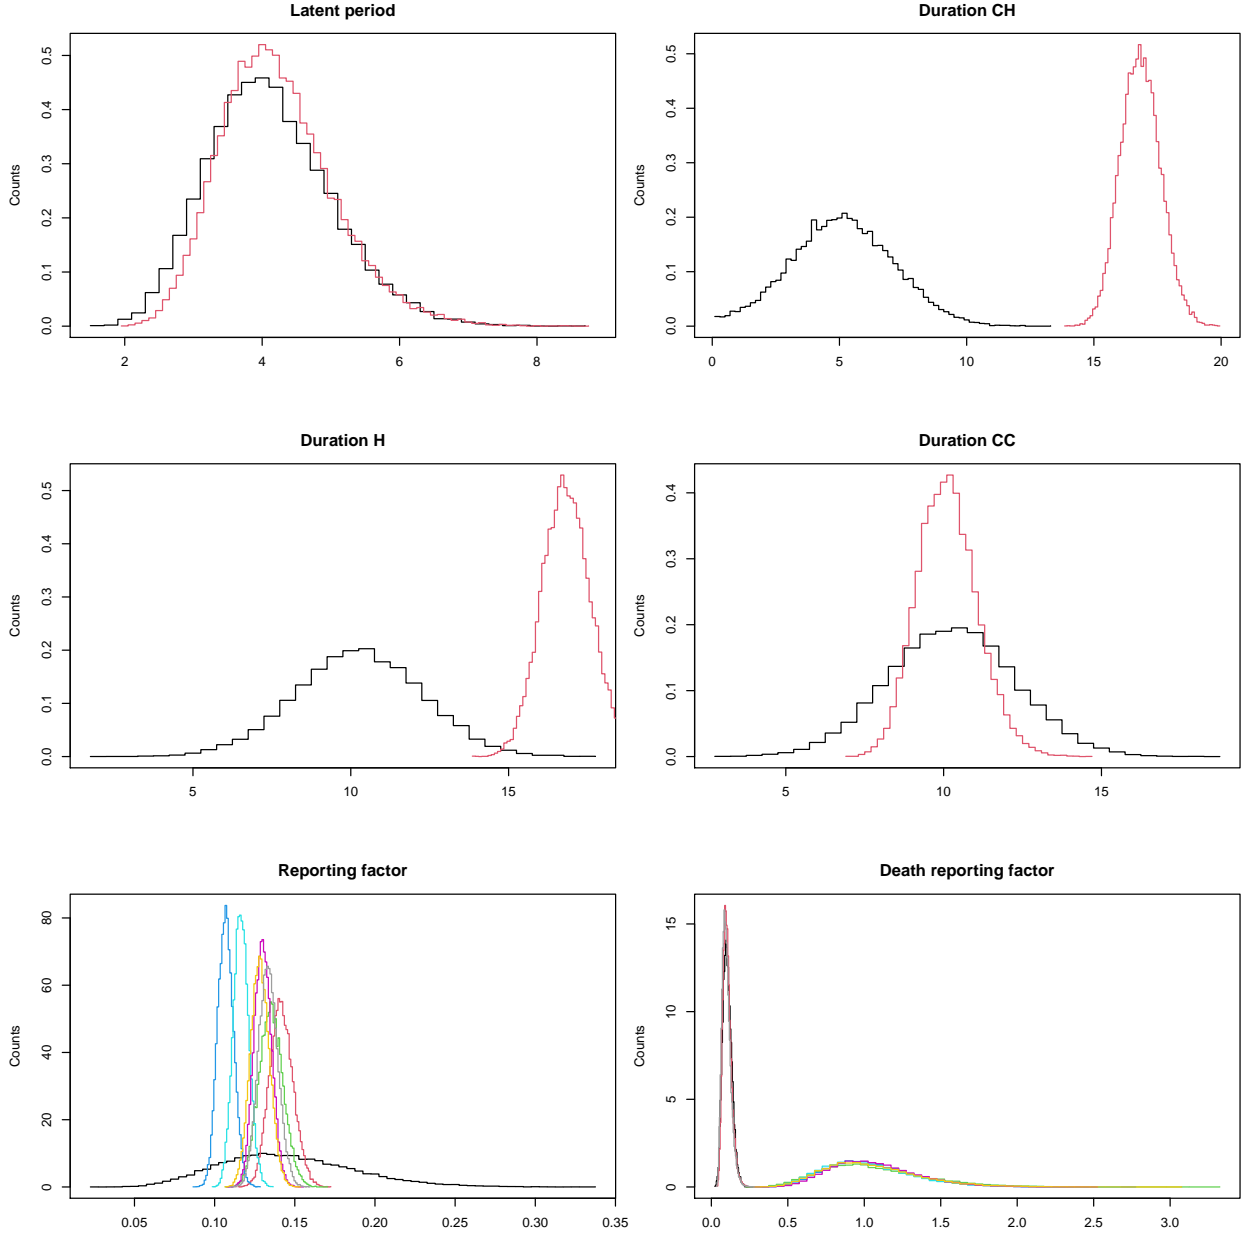 Latent period
Counts
0.0 0.1 0.2 0.3 0.4 0.5
2 4 6 8
Duration CH
Counts
0.0 0.1 0.2 0.3 0.4 0.5
0 5 10 15 20
Duration H
Counts
0.0 0.1 0.2 0.3 0.4 0.5
5 10 15
Duration CC
Counts
0.0 0.1 0.2 0.3 0.4
5 10 15
Reporting factor
Counts
0 20 40 60 80
0.05 0.10 0.15 0.20 0.25 0.30 0.35
Death reporting factor
Counts
0 5 10 15
0.0 0.5 1.0 1.5 2.0 2.5 3.0